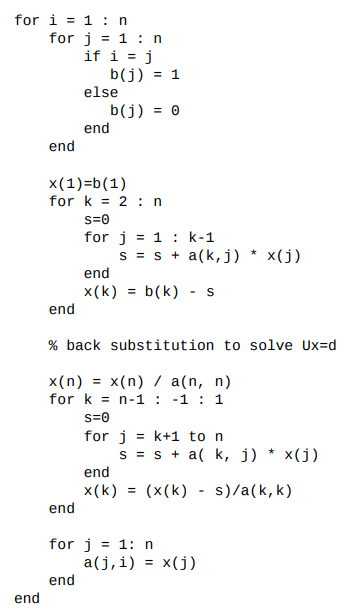 for i = 1 : n
for j = 1 : n
if i = j
b(j) = 1
else
b(j) = 0
end
end
x(1)=b(1)
for k = 2 : n
s=0
for j = 1 : k-1
s = s + a(k,j) * x(j)
end
x(k) = b(k) - s
end
% back substitution to solve Ux=d
x(n) = x(n) / a(n, n)
for k = n-1 : -1 : 1
s=0
for j = k+1 to n
s = s + a( k, j) * x(j)
end
x(k) = (x(k) - s)/a(k,k)
end
for j = 1: n
a(j,i) = x(j)
end
end